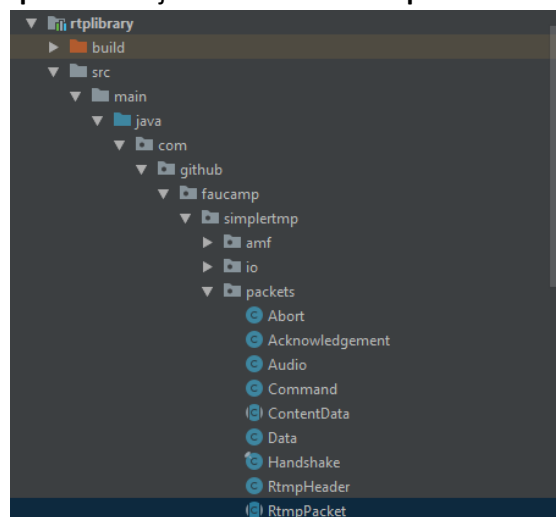 rtplibrary
build
src
main
java
com
github
faucamp
simplertmp
amf
io
packets
Abort
Acknowledgement
Audio
Command
ContentData
Data
Handshake
RtmpHeader
RtmpPacket